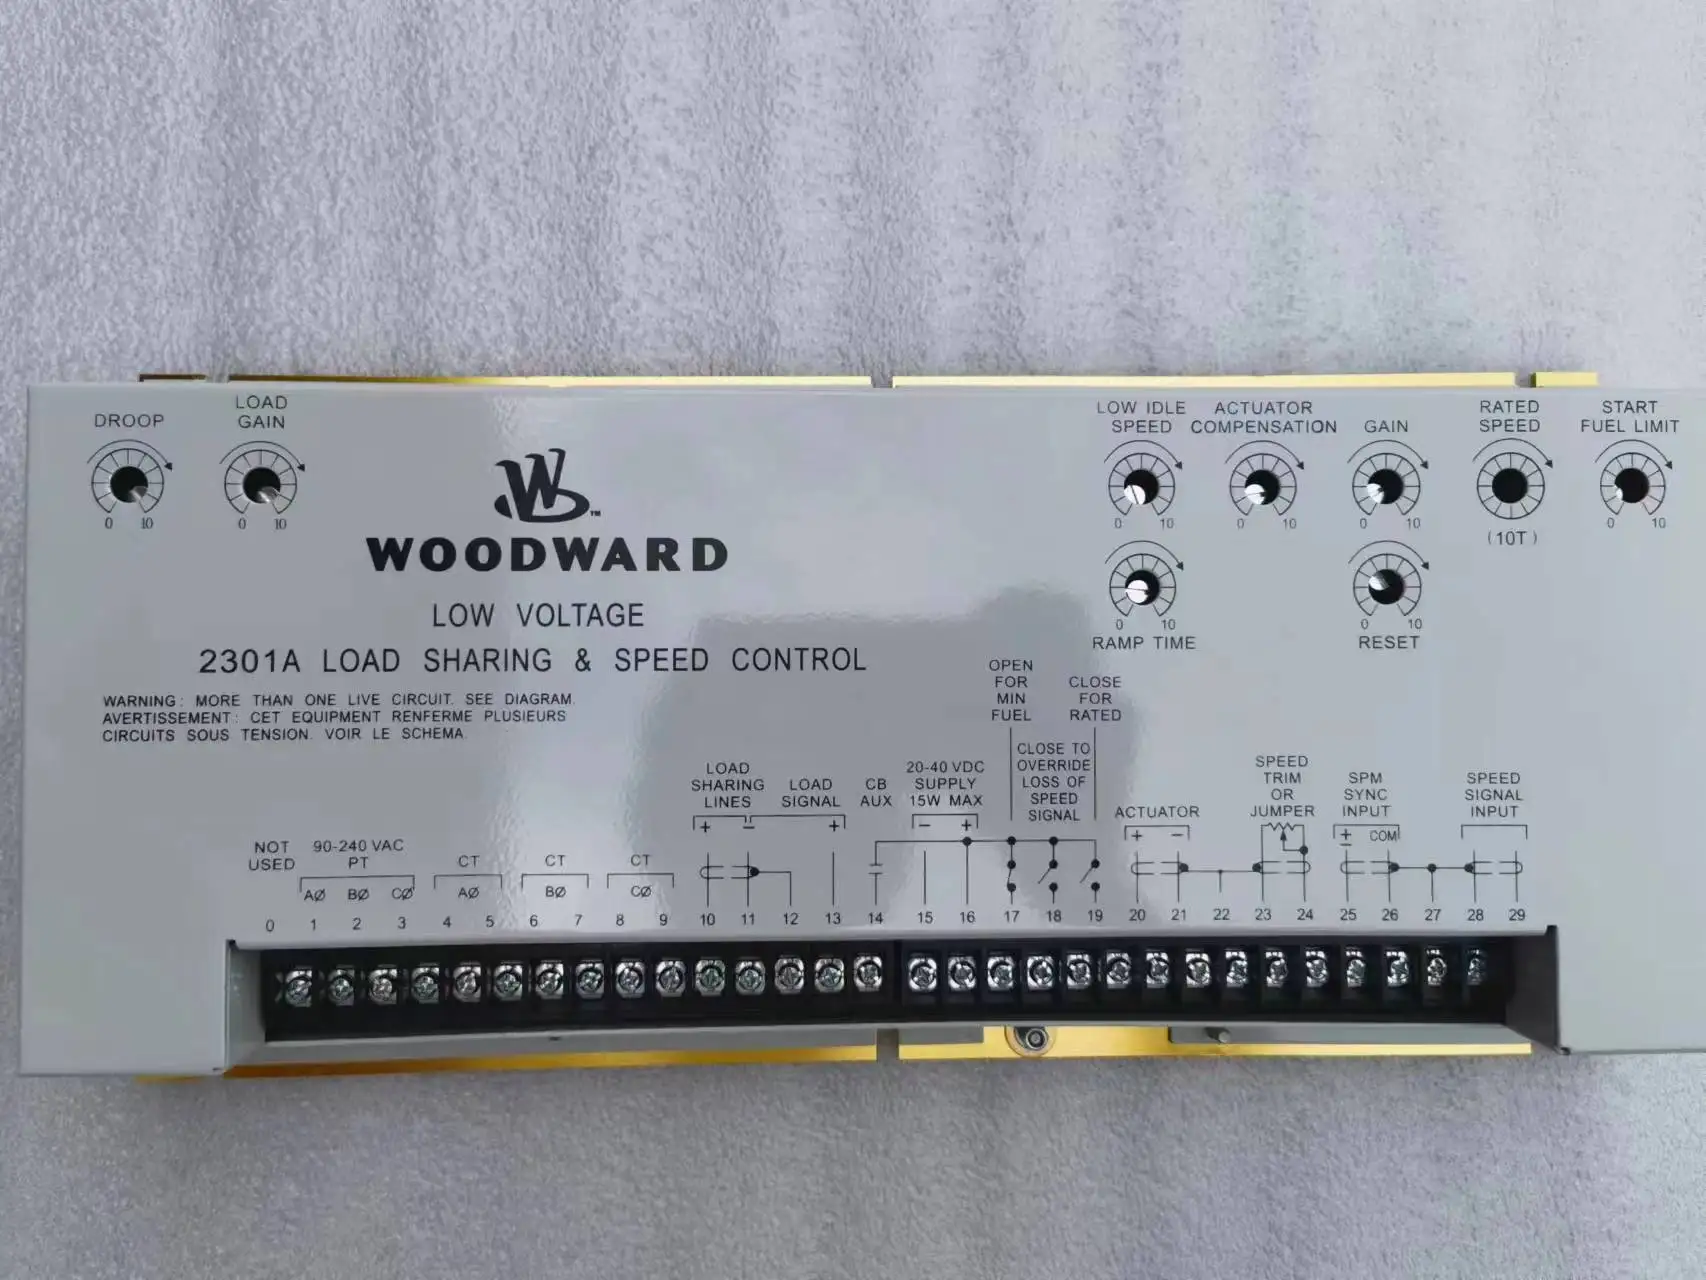 DROOP
0 10
LOAD
GAIN
0 10
LOW IDLE
SPEED
0 10
ACTUATOR
COMPENSATION
0 10
GAIN
0 10
RATED
SPEED
(10T)
START
FUEL LIMIT
0 10
RAMP TIME
0 10
RESET
0 10
W™
WOODWARD
LOW VOLTAGE
2301A LOAD SHARING & SPEED CONTROL
WARNING: MORE THAN ONE LIVE CIRCUIT. SEE DIAGRAM.
AVERTISSEMENT: CET EQUIPMENT RENFERME PLUSIEURS
CIRCUITS SOUS TENSION. VOIR LE SCHEMA.
NOT
USED
90-240 VAC
PT
AØ BØ CØ
CT
AØ
CT
BØ
CT
CØ
LOAD
SHARING
LINES
+ −
LOAD
SIGNAL
+
CB
AUX
20-40 VDC
SUPPLY
15W MAX
− +
OPEN
FOR
MIN
FUEL
CLOSE TO
OVERRIDE
LOSS OF
SPEED
SIGNAL
CLOSE
FOR
RATED
ACTUATOR
+ −
SPEED
TRIM
OR
JUMPER
SPM
SYNC
INPUT
± COM
SPEED
SIGNAL
INPUT
0 1 2 3 4 5 6 7 8 9 10 11 12 13 14 15 16 17 18 19 20 21 22 23 24 25 26 27 28 29